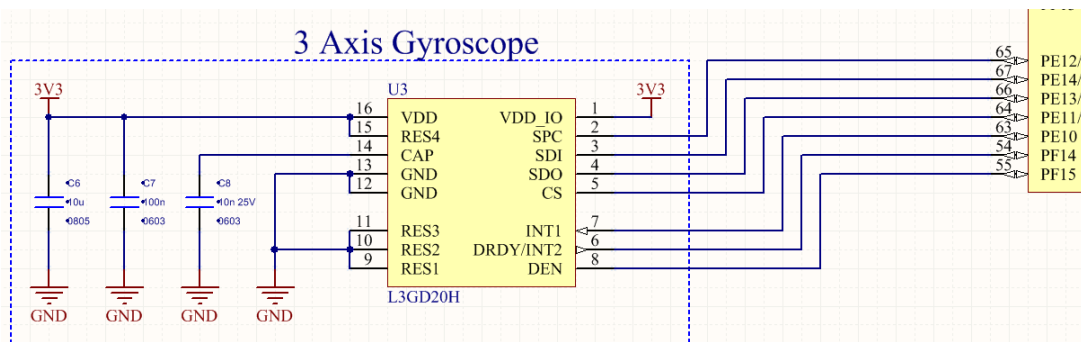 3 Axis Gyroscope
3V3
U3
3V3
16 VDD VDD_IO 1
15 RES4 SPC 2
14 CAP SDI 3
13 GND SDO 4
12 GND CS 5
11 RES3 INT1 7
10 RES2 DRDY/INT2 6
9 RES1 DEN 8
L3GD20H
C6
10u
0805
C7
100n
0603
C8
10n 25V
0603
GND
GND
GND
GND
65 PE12/
67 PE14/
66 PE13/
64 PE11/
63 PE10
54 PF14
55 PF15